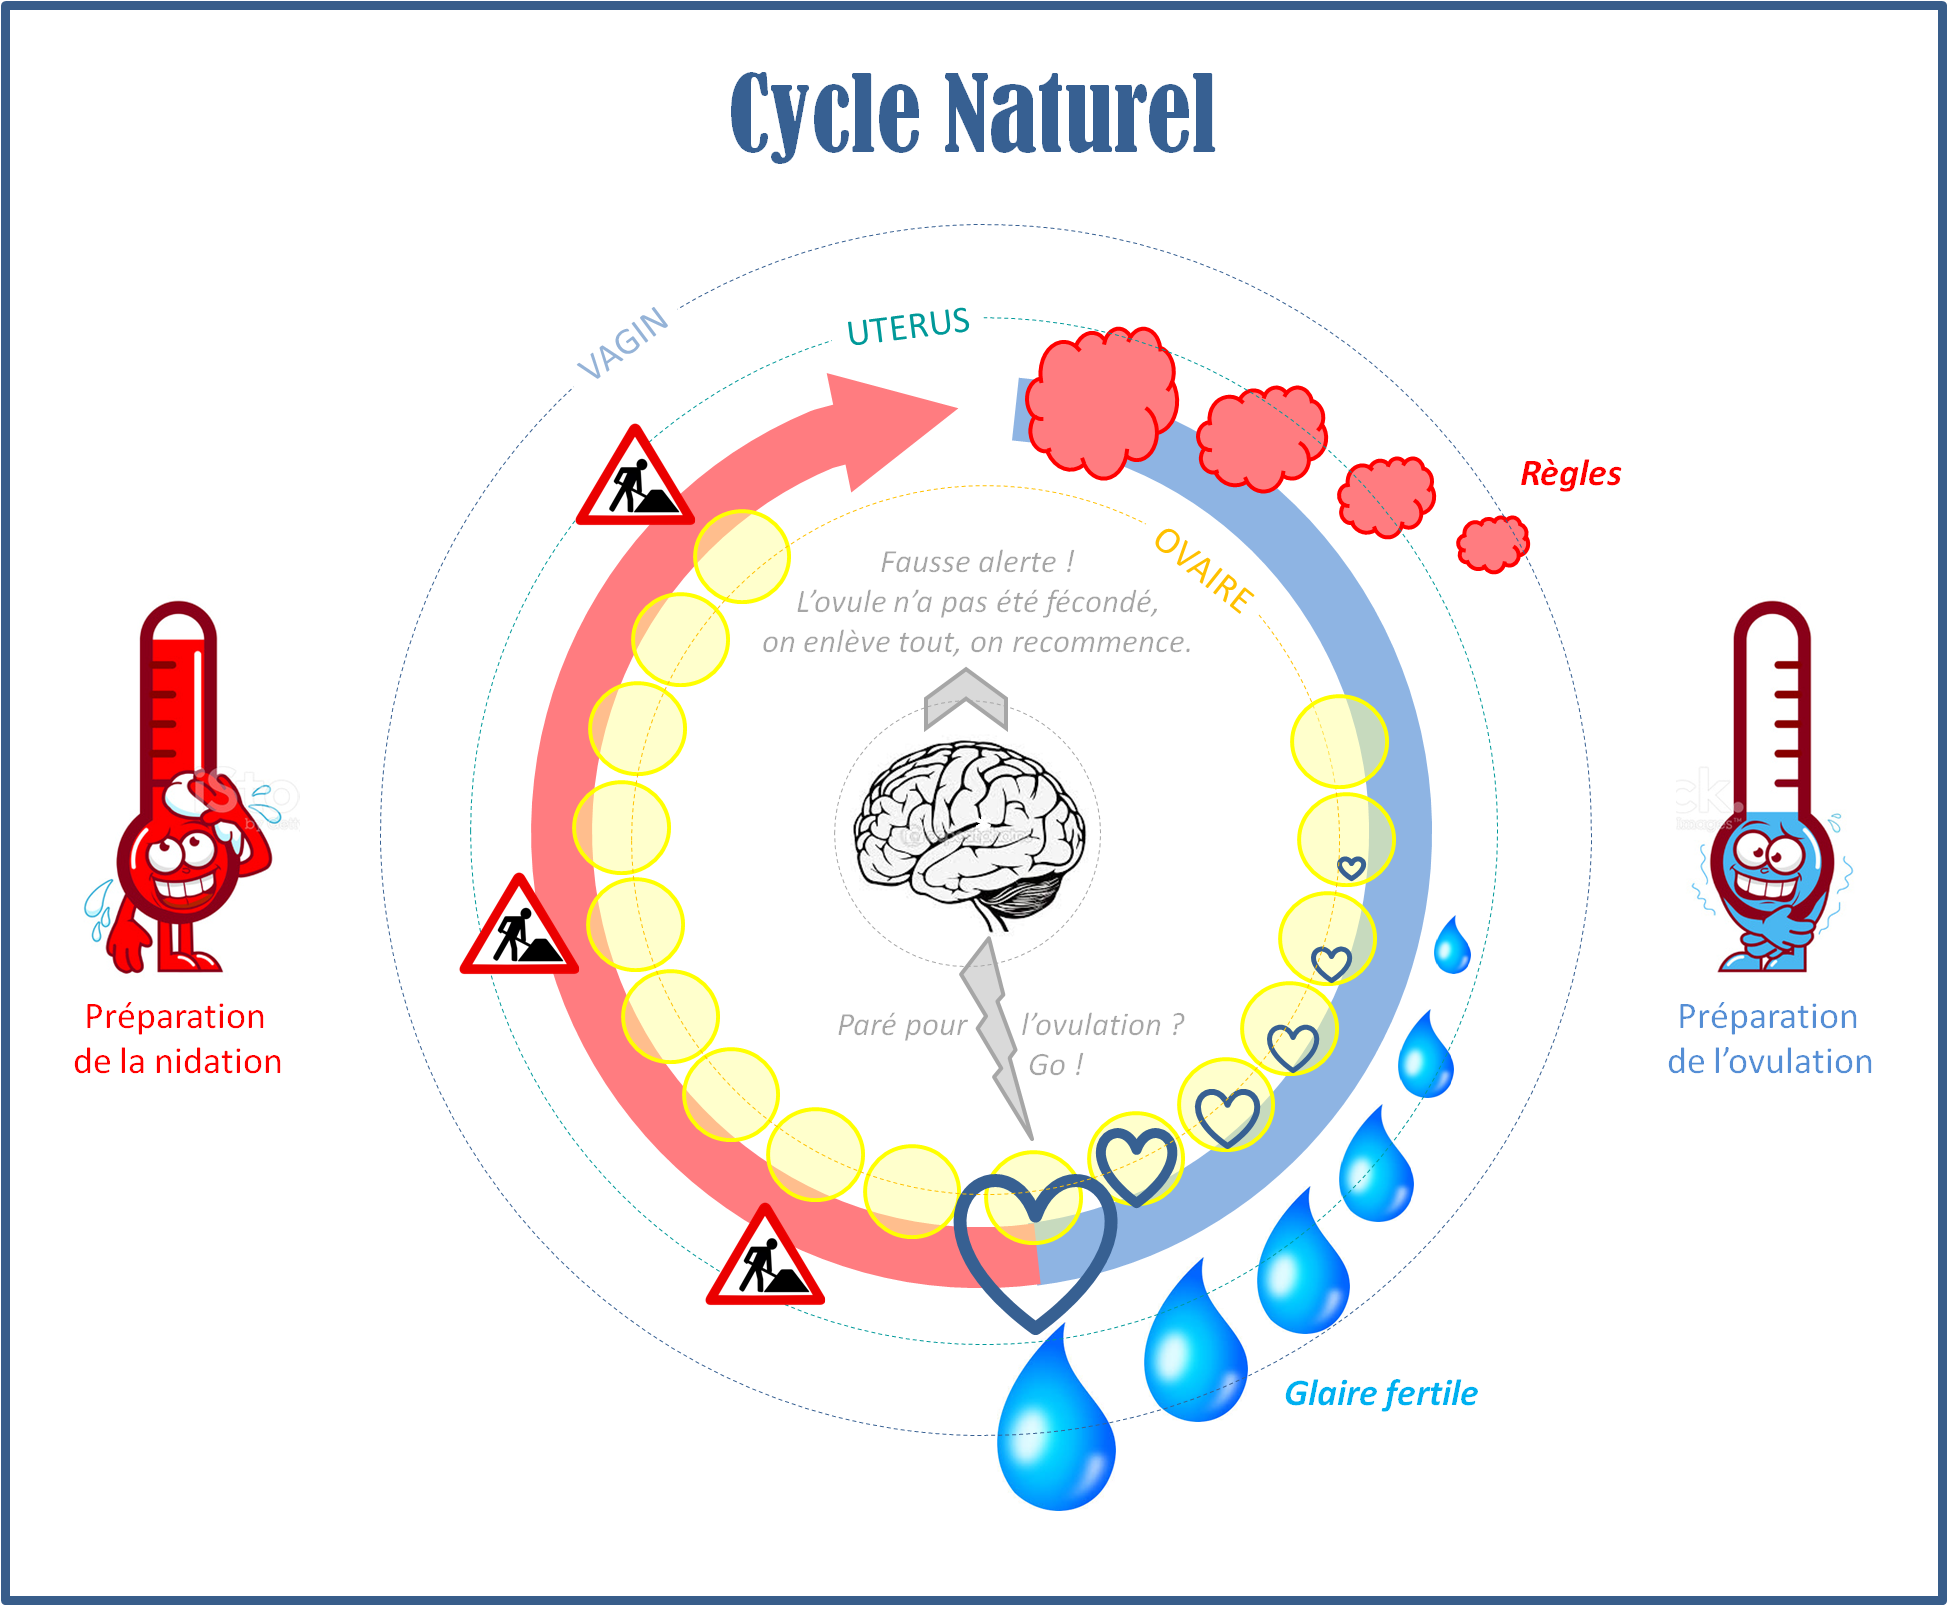 Cycle Naturel
VAGIN
UTERUS
OVAIRE
Règles
Fausse alerte !
L’ovule n’a pas été fécondé,
on enlève tout, on recommence.
Paré pour l’ovulation ?
Go !
Préparation
de la nidation
Préparation
de l’ovulation
Glaire fertile